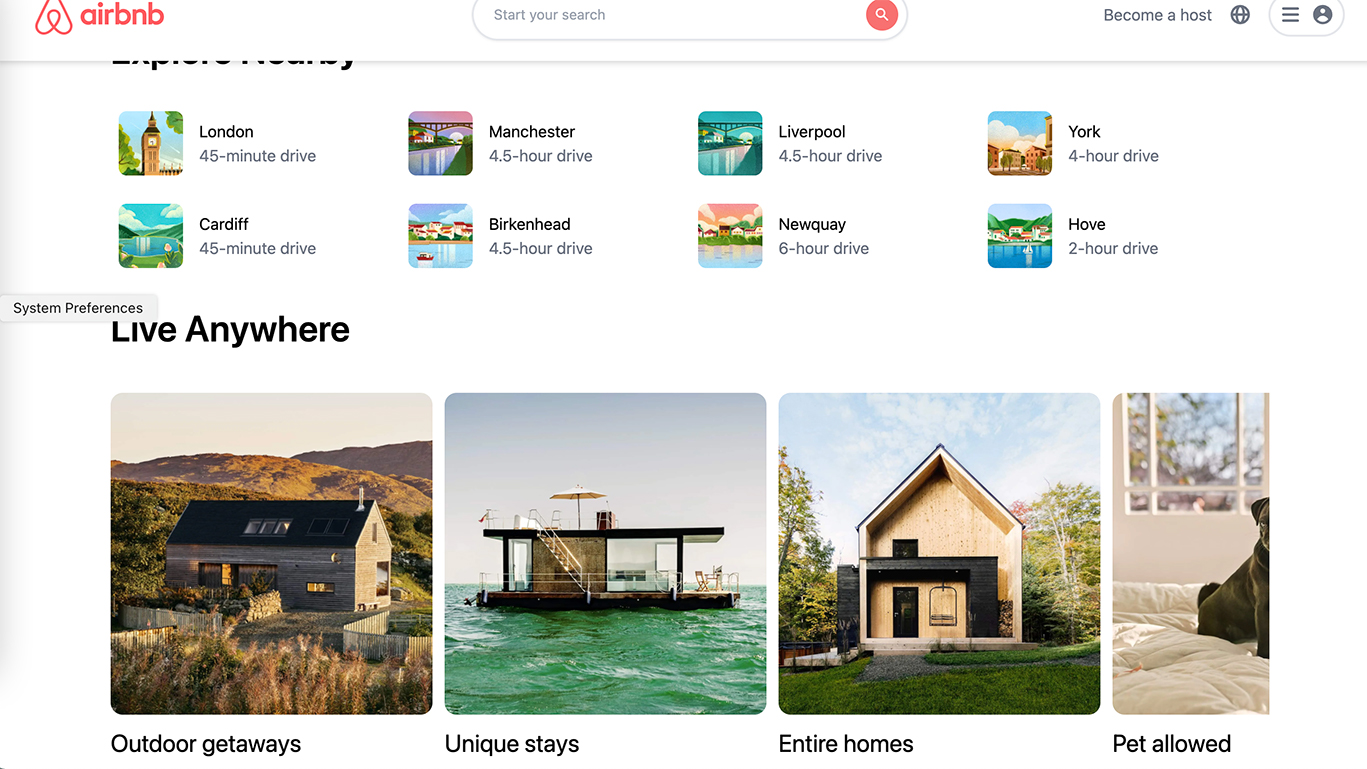 airbnb
Start your search
Become a host
Explore Nearby
London
45-minute drive
Manchester
4.5-hour drive
Liverpool
4.5-hour drive
York
4-hour drive
Cardiff
45-minute drive
Birkenhead
4.5-hour drive
Newquay
6-hour drive
Hove
2-hour drive
System Preferences
Live Anywhere
Outdoor getaways
Unique stays
Entire homes
Pet allowed